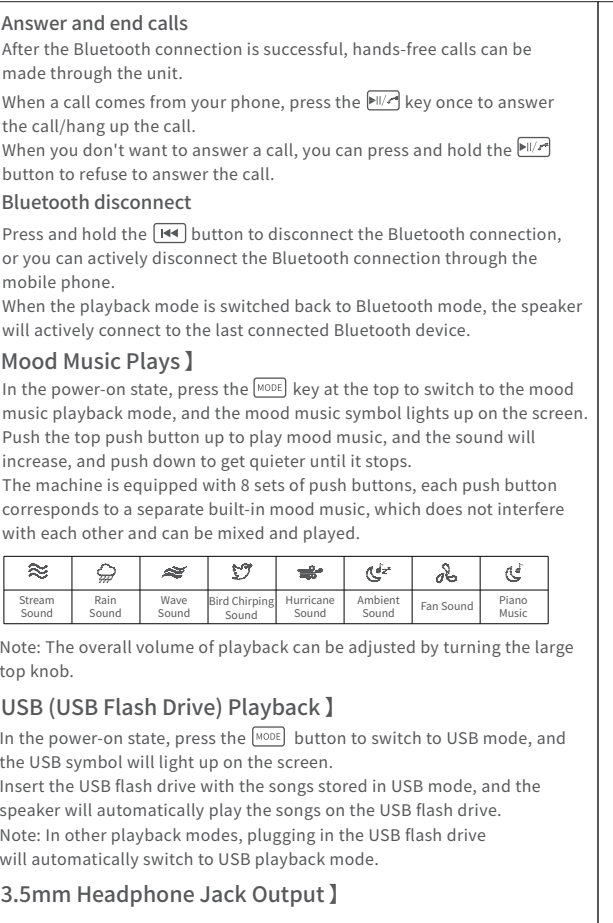 Answer and end calls
After the Bluetooth connection is successful, hands-free calls can be
made through the unit.
When a call comes from your phone, press the key once to answer
the call/hang up the call.
When you don't want to answer a call, you can press and hold the
button to refuse to answer the call.
Bluetooth disconnect
Press and hold the button to disconnect the Bluetooth connection,
or you can actively disconnect the Bluetooth connection through the
mobile phone.
When the playback mode is switched back to Bluetooth mode, the speaker
will actively connect to the last connected Bluetooth device.
Mood Music Plays】
In the power-on state, press the MODE key at the top to switch to the mood
music playback mode, and the mood music symbol lights up on the screen.
Push the top push button up to play mood music, and the sound will
increase, and push down to get quieter until it stops.
The machine is equipped with 8 sets of push buttons, each push button
corresponds to a separate built-in mood music, which does not interfere
with each other and can be mixed and played.
Stream Sound
Rain Sound
Wave Sound
Bird Chirping Sound
Hurricane Sound
Ambient Sound
Fan Sound
Piano Music
Note: The overall volume of playback can be adjusted by turning the large
top knob.
USB (USB Flash Drive) Playback】
In the power-on state, press the MODE button to switch to USB mode, and
the USB symbol will light up on the screen.
Insert the USB flash drive with the songs stored in USB mode, and the
speaker will automatically play the songs on the USB flash drive.
Note: In other playback modes, plugging in the USB flash drive
will automatically switch to USB playback mode.
3.5mm Headphone Jack Output】